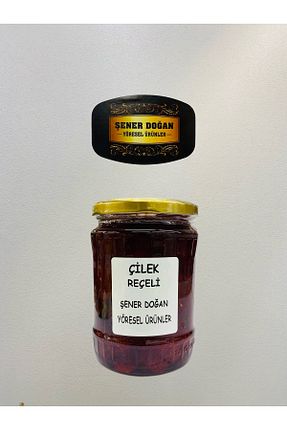 ŞENER DOĞAN
YÖRESEL ÜRÜNLER
ÇİLEK
REÇELİ
ŞENER DOĞAN
YÖRESEL ÜRÜNLER